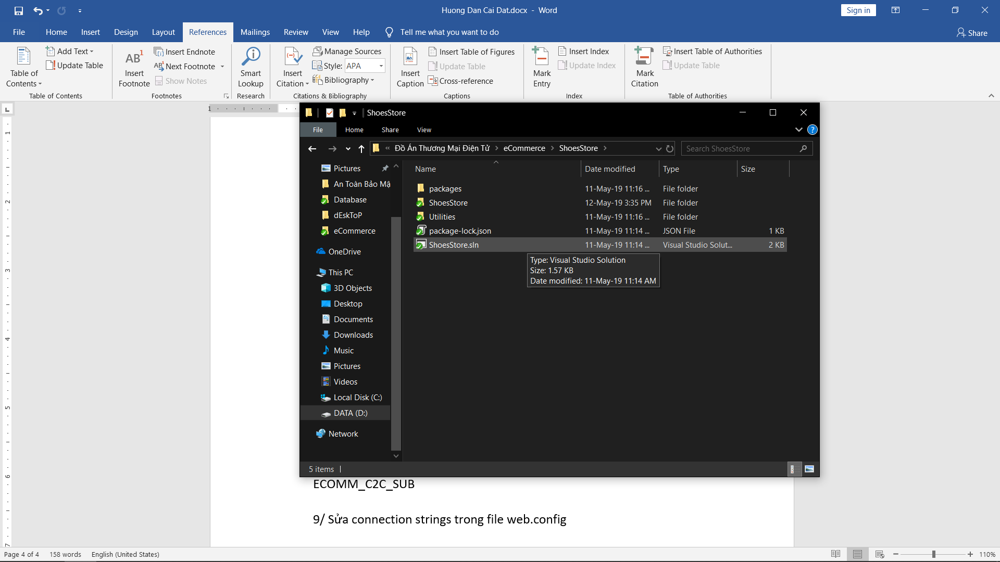 Huong Dan Cai Dat.docx - Word
Sign in
File Home Insert Design Layout References Mailings Review View Help Tell me what you want to do
Share
Table of Contents
Add Text
Update Table
Table of Contents
AB1
Insert Footnote
Insert Endnote
Next Footnote
Show Notes
Footnotes
Smart Lookup
Research
Insert Citation
Manage Sources
Style: APA
Bibliography
Citations & Bibliography
Insert Caption
Insert Table of Figures
Update Table
Cross-reference
Captions
Mark Entry
Insert Index
Update Index
Index
Mark Citation
Insert Table of Authorities
Update Table
Table of Authorities
L
1
1
2
3
4
5
6
7
ShoesStore
File Home Share View
?
« Đồ Án Thương Mại Điện Tử > eCommerce > ShoesStore >
Search ShoesStore
Pictures
An Toàn Bảo Mậ
Database
dEskToP
eCommerce
OneDrive
This PC
3D Objects
Desktop
Documents
Downloads
Music
Pictures
Videos
Local Disk (C:)
DATA (D:)
Network
Name Date modified Type Size
packages 11-May-19 11:16 ... File folder
ShoesStore 12-May-19 3:35 PM File folder
Utilities 11-May-19 11:16 ... File folder
package-lock.json 11-May-19 11:14 ... JSON File 1 KB
ShoesStore.sln 11-May-19 11:14 ... Visual Studio Solut... 2 KB
Type: Visual Studio Solution
Size: 1.57 KB
Date modified: 11-May-19 11:14 AM
5 items
ECOMM_C2C_SUB
9/ Sửa connection strings trong file web.config
Page 4 of 4 158 words English (United States)
110%